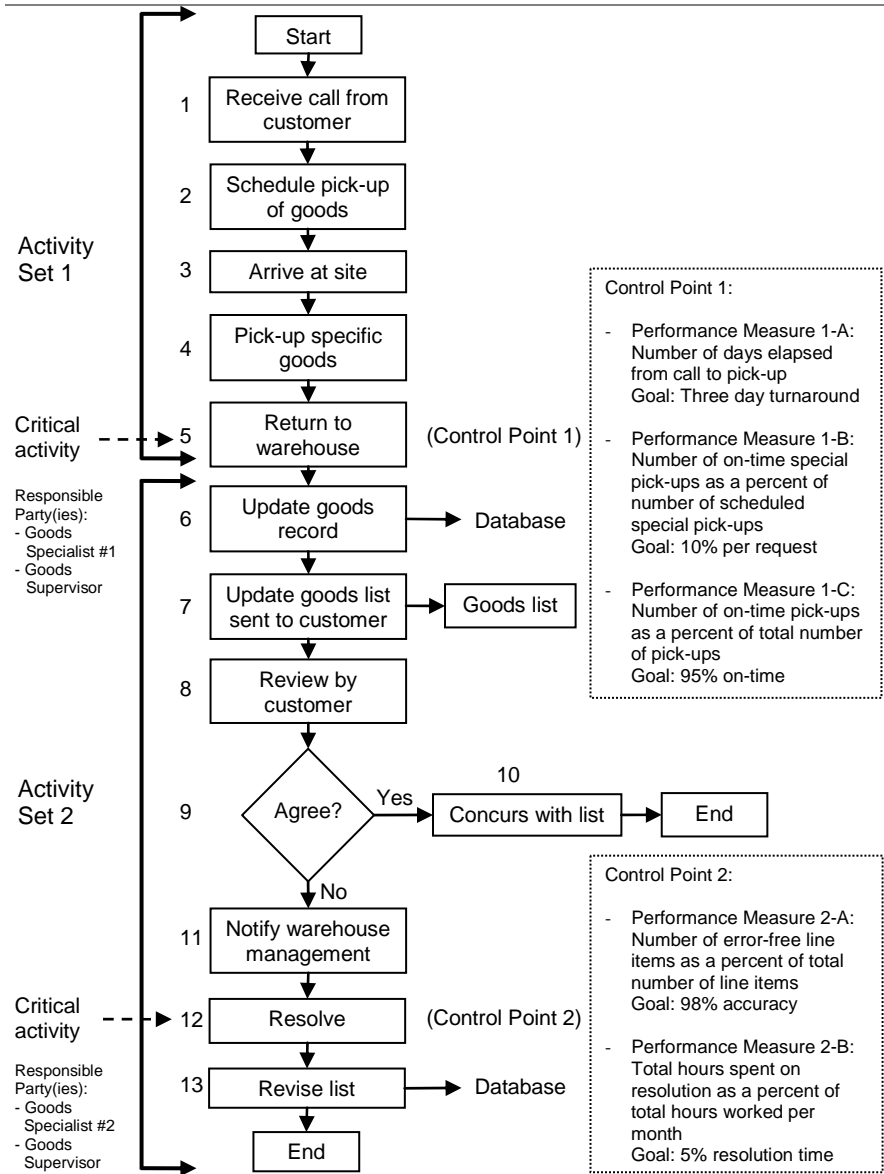 Start
1
Receive call from
customer
2
Schedule pick-up
of goods
Activity
Set 1
3
Arrive at site
4
Pick-up specific
goods
Critical
activity
5
Return to
warehouse
(Control Point 1)
Control Point 1:
- Performance Measure 1-A:
Number of days elapsed
from call to pick-up
Goal: Three day turnaround
- Performance Measure 1-B:
Number of on-time special
pick-ups as a percent of
number of scheduled
special pick-ups
Goal: 10% per request
- Performance Measure 1-C:
Number of on-time pick-ups
as a percent of total number
of pick-ups
Goal: 95% on-time
Responsible
Party(ies):
- Goods
Specialist #1
- Goods
Supervisor
6
Update goods
record
Database
7
Update goods list
sent to customer
Goods list
8
Review by
customer
Activity
Set 2
9
Agree?
Yes
10
Concurs with list
End
No
11
Notify warehouse
management
Critical
activity
12
Resolve
(Control Point 2)
Control Point 2:
- Performance Measure 2-A:
Number of error-free line
items as a percent of total
number of line items
Goal: 98% accuracy
- Performance Measure 2-B:
Total hours spent on
resolution as a percent of
total hours worked per
month
Goal: 5% resolution time
Responsible
Party(ies):
- Goods
Specialist #2
- Goods
Supervisor
13
Revise list
Database
End